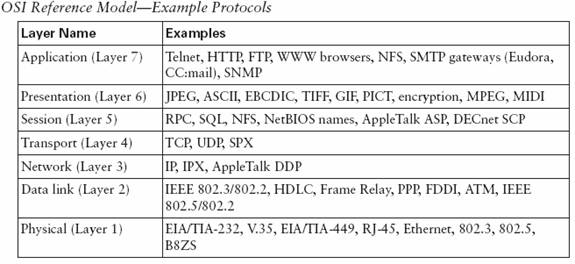 OSI Reference Model—Example Protocols
Layer Name Examples
Application (Layer 7) Telnet, HTTP, FTP, WWW browsers, NFS, SMTP gateways (Eudora,
CC:mail), SNMP
Presentation (Layer 6) JPEG, ASCII, EBCDIC, TIFF, GIF, PICT, encryption, MPEG, MIDI
Session (Layer 5) RPC, SQL, NFS, NetBIOS names, AppleTalk ASP, DECnet SCP
Transport (Layer 4) TCP, UDP, SPX
Network (Layer 3) IP, IPX, AppleTalk DDP
Data link (Layer 2) IEEE 802.3/802.2, HDLC, Frame Relay, PPP, FDDI, ATM, IEEE
802.5/802.2
Physical (Layer 1) EIA/TIA-232, V.35, EIA/TIA-449, RJ-45, Ethernet, 802.3, 802.5,
B8ZS